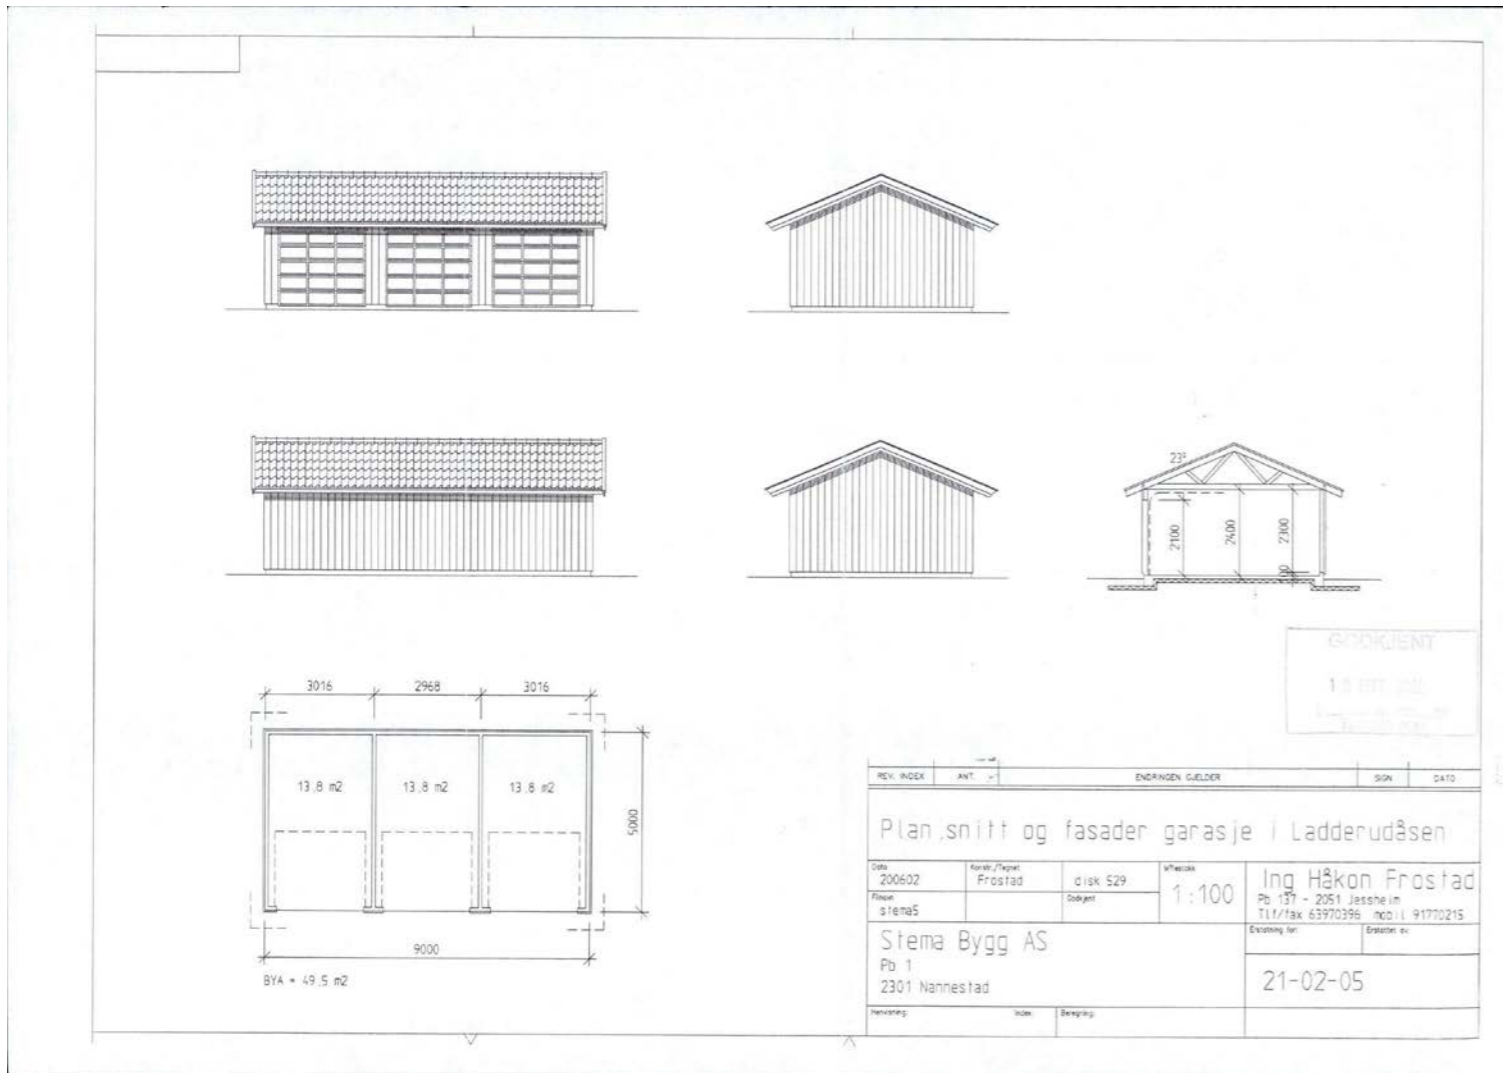 23°
2100
2400
2300
GODKJENT
3016 2968 3016
13,8 m2 13,8 m2 13,8 m2
5000
9000
BYA = 49,5 m2
REV. INDEX ANT. ENDRINGEN GJELDER SIGN DATO
Plan,snitt og fasader garasje i Ladderudåsen
Dato Konstr./Tegnet Målestokk
200602 Frostad disk 529 1:100 Ing Håkon Frostad
Pb 137 - 2051 Jessheim
Filnavn Godkjent
stema5 Tlf/fax 63970396 mobil 91770215
Stema Bygg AS Erstatning for: Erstattet av:
Pb 1
2301 Nannestad 21-02-05
Henvisning: Index: Beregning: